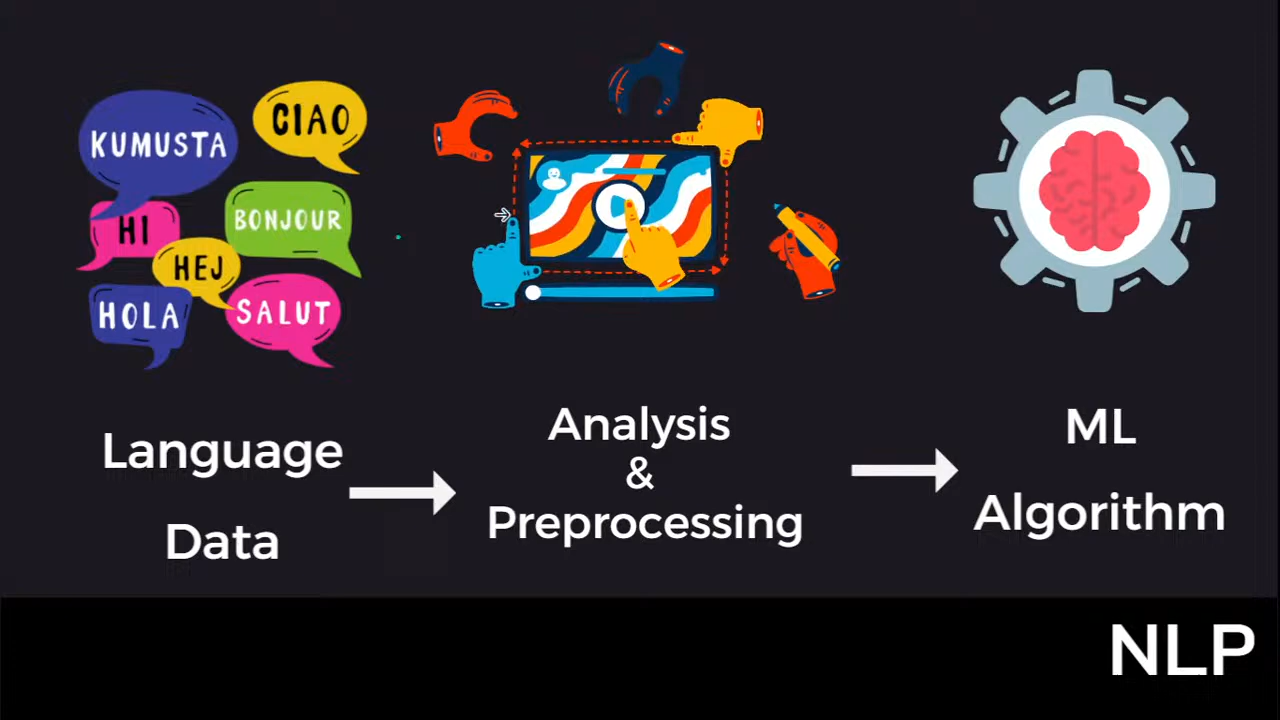 KUMUSTA
CIAO
HI
BONJOUR
HEJ
HOLA
SALUT
Language
Data
Analysis
&
Preprocessing
ML
Algorithm
NLP